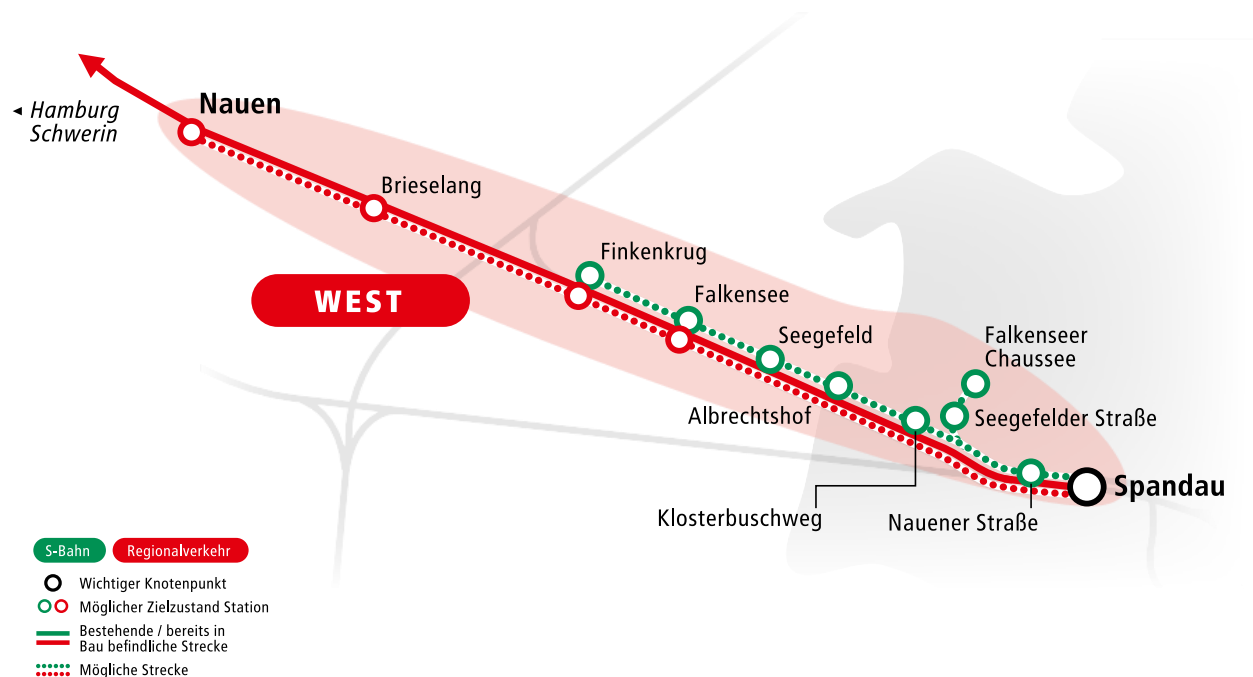 Nauen
◄ Hamburg
Schwerin
Brieselang
Finkenkrug
WEST
Falkensee
Seegefeld
Falkenseer
Chaussee
Albrechtshof
Seegefelder Straße
Spandau
Klosterbuschweg
Nauener Straße
S-Bahn
Regionalverkehr
Wichtiger Knotenpunkt
Möglicher Zielzustand Station
Bestehende / bereits in
Bau befindliche Strecke
Mögliche Strecke